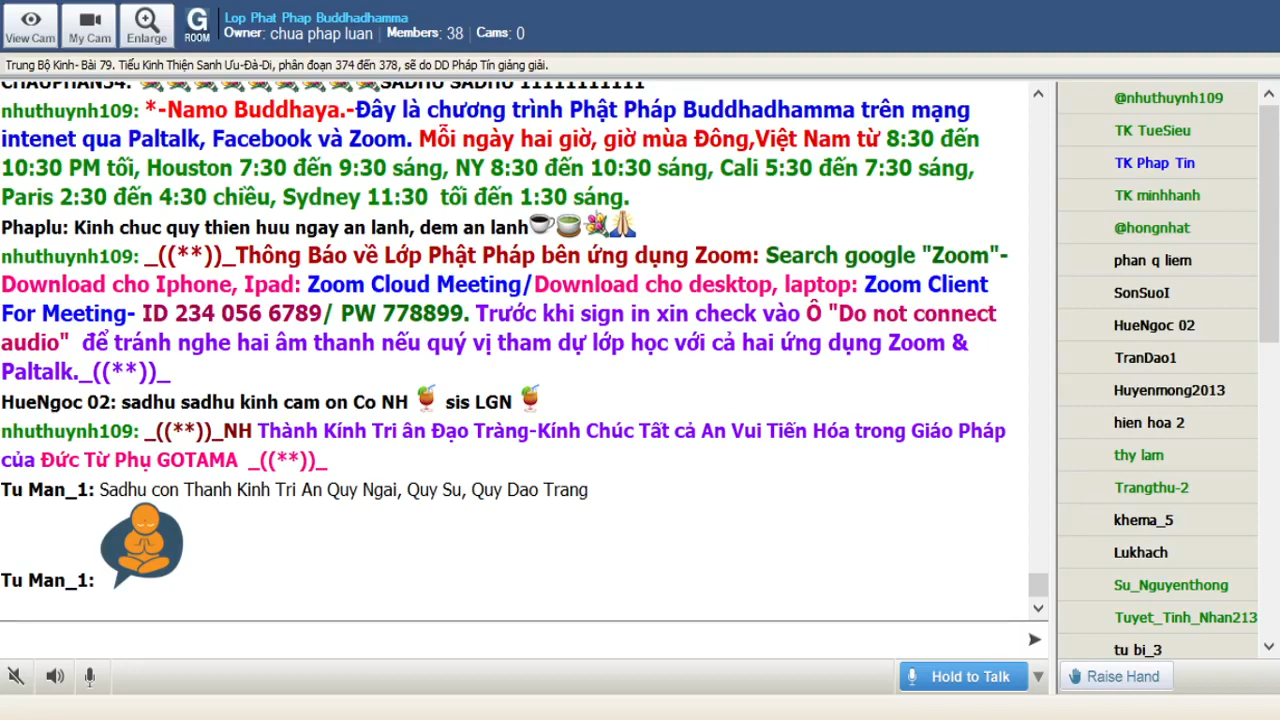 Lop Phat Phap Buddhadhamma
View Cam
My Cam
Enlarge
G ROOM
Owner: chua phap luan Members: 38 Cams: 0
Trung Bộ Kinh- Bài 79. Tiểu Kinh Thiện Sanh Ưu-Đà-Di, phân đoạn 374 đến 378, sẽ do DD Pháp Tín giảng giải.
CHAUPHAN54: SADHU SADHU 11111111111
nhuthuynh109: *-Namo Buddhaya.-Đây là chương trình Phật Pháp Buddhadhamma trên mạng
intenet qua Paltalk, Facebook và Zoom. Mỗi ngày hai giờ, giờ mùa Đông,Việt Nam từ 8:30 đến
10:30 PM tối, Houston 7:30 đến 9:30 sáng, NY 8:30 đến 10:30 sáng, Cali 5:30 đến 7:30 sáng,
Paris 2:30 đến 4:30 chiều, Sydney 11:30 tối đến 1:30 sáng.
Phaplu: Kinh chuc quy thien huu ngay an lanh, dem an lanh
nhuthuynh109: _((**))_Thông Báo về Lớp Phật Pháp bên ứng dụng Zoom: Search google "Zoom"-
Download cho Iphone, Ipad: Zoom Cloud Meeting/Download cho desktop, laptop: Zoom Client
For Meeting- ID 234 056 6789/ PW 778899. Trước khi sign in xin check vào Ô "Do not connect
audio" để tránh nghe hai âm thanh nếu quý vị tham dự lớp học với cả hai ứng dụng Zoom &
Paltalk._((**))_
HueNgoc 02: sadhu sadhu kinh cam on Co NH sis LGN
nhuthuynh109: _((**))_NH Thành Kính Tri ân Đạo Tràng-Kính Chúc Tất cả An Vui Tiến Hóa trong Giáo Pháp
của Đức Từ Phụ GOTAMA _((**))_
Tu Man_1: Sadhu con Thanh Kinh Tri An Quy Ngai, Quy Su, Quy Dao Trang
Tu Man_1:
@nhuthuynh109
TK TueSieu
TK Phap Tin
TK minhhanh
@hongnhat
phan q liem
SonSuoI
HueNgoc 02
TranDao1
Huyenmong2013
hien hoa 2
thy lam
Trangthu-2
khema_5
Lukhach
Su_Nguyenthong
Tuyet_Tinh_Nhan213
tu bi_3
Hold to Talk
Raise Hand